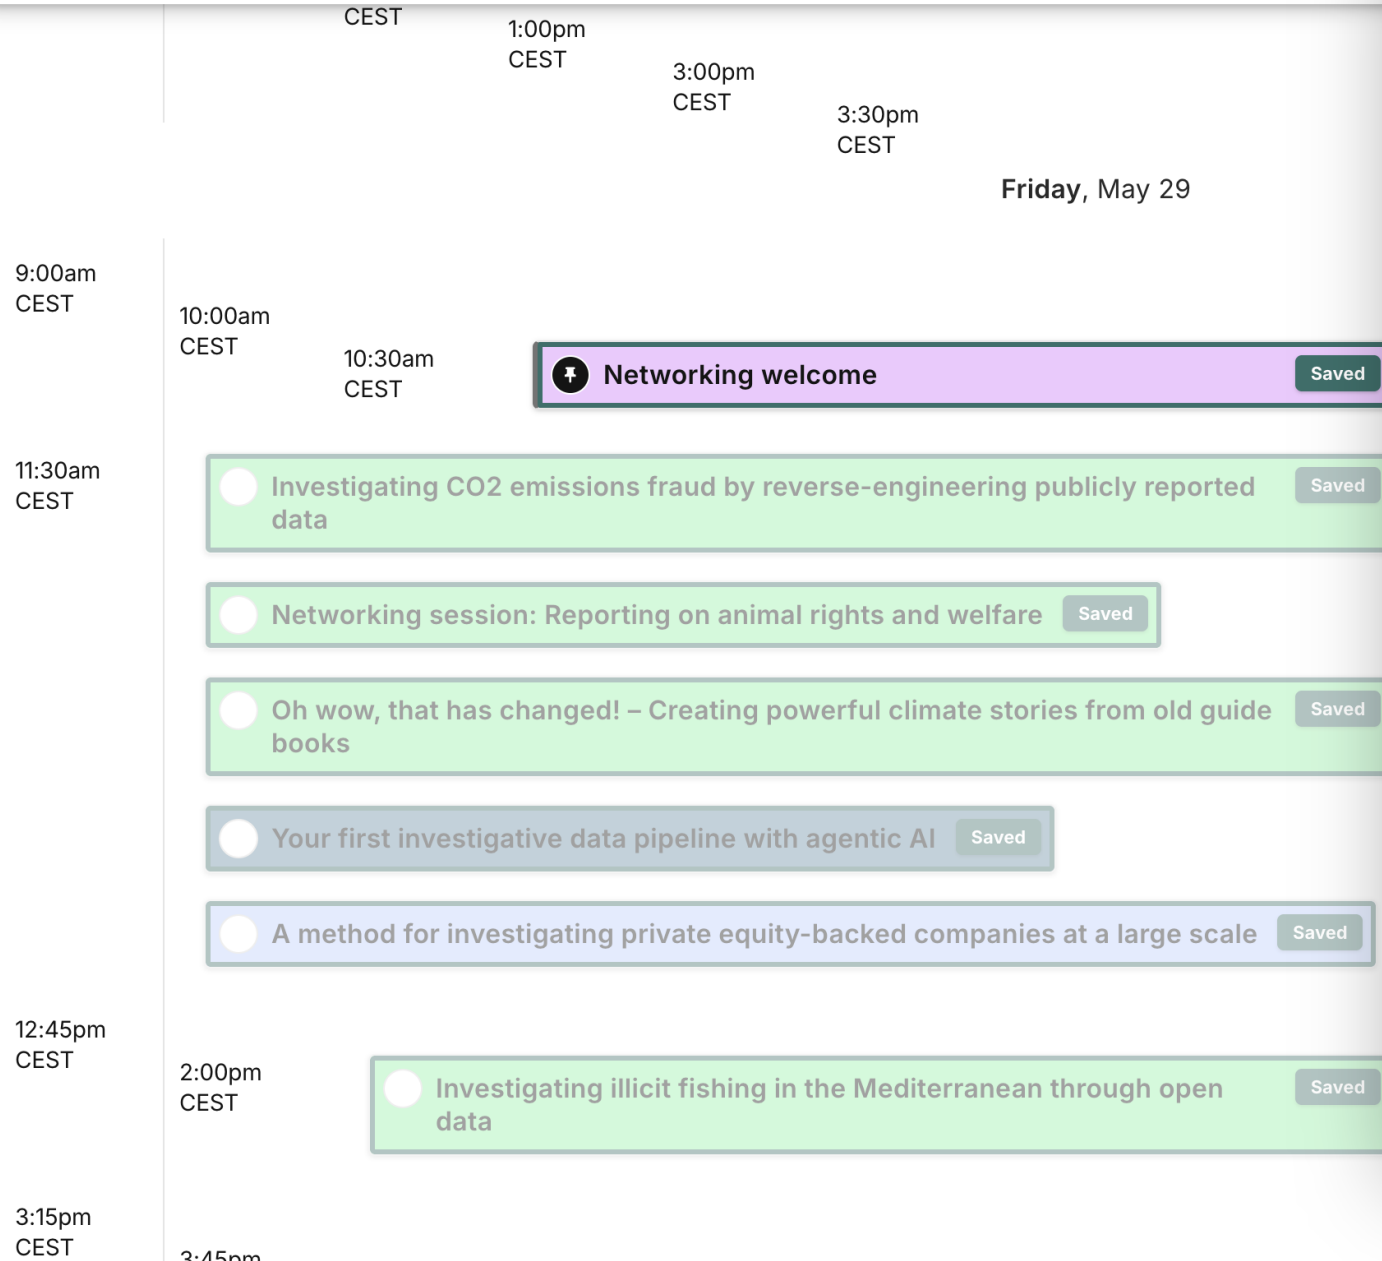 CEST
1:00pm
CEST
3:00pm
CEST
3:30pm
CEST
Friday, May 29
9:00am
CEST
10:00am
CEST
10:30am
CEST
Networking welcome
Saved
11:30am
CEST
Investigating CO2 emissions fraud by reverse-engineering publicly reported
data
Saved
Networking session: Reporting on animal rights and welfare
Saved
Oh wow, that has changed! – Creating powerful climate stories from old guide
books
Saved
Your first investigative data pipeline with agentic AI
Saved
A method for investigating private equity-backed companies at a large scale
Saved
12:45pm
CEST
2:00pm
CEST
Investigating illicit fishing in the Mediterranean through open
data
Saved
3:15pm
CEST
3:45pm